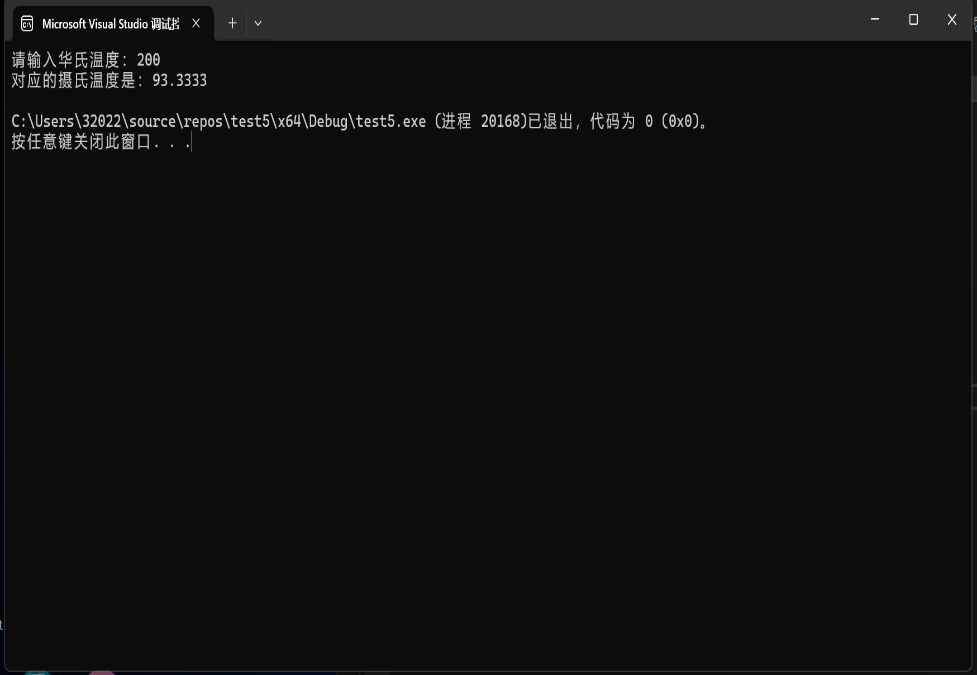 Microsoft Visual Studio 调试控
请输入华氏温度: 200
对应的摄氏温度是: 93.3333
C:\Users\32022\source\repos\test5\x64\Debug\test5.exe (进程 20168)已退出，代码为 0 (0x0)。
按任意键关闭此窗口. . .